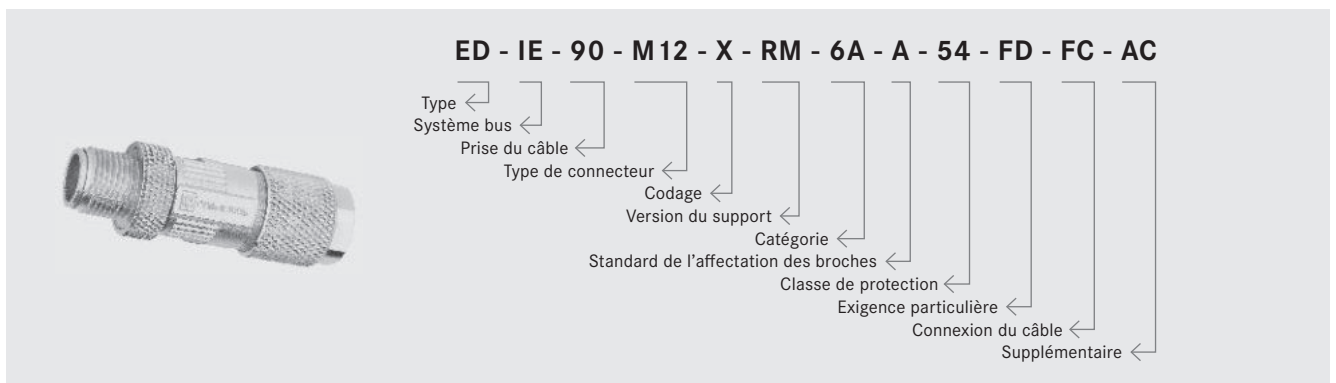 ED - IE - 90 - M12 - X - RM - 6A - A - 54 - FD - FC - AC
Type
Système bus
Prise du câble
Type de connecteur
Codage
Version du support
Catégorie
Standard de l'affectation des broches
Classe de protection
Exigence particulière
Connexion du câble
Supplémentaire